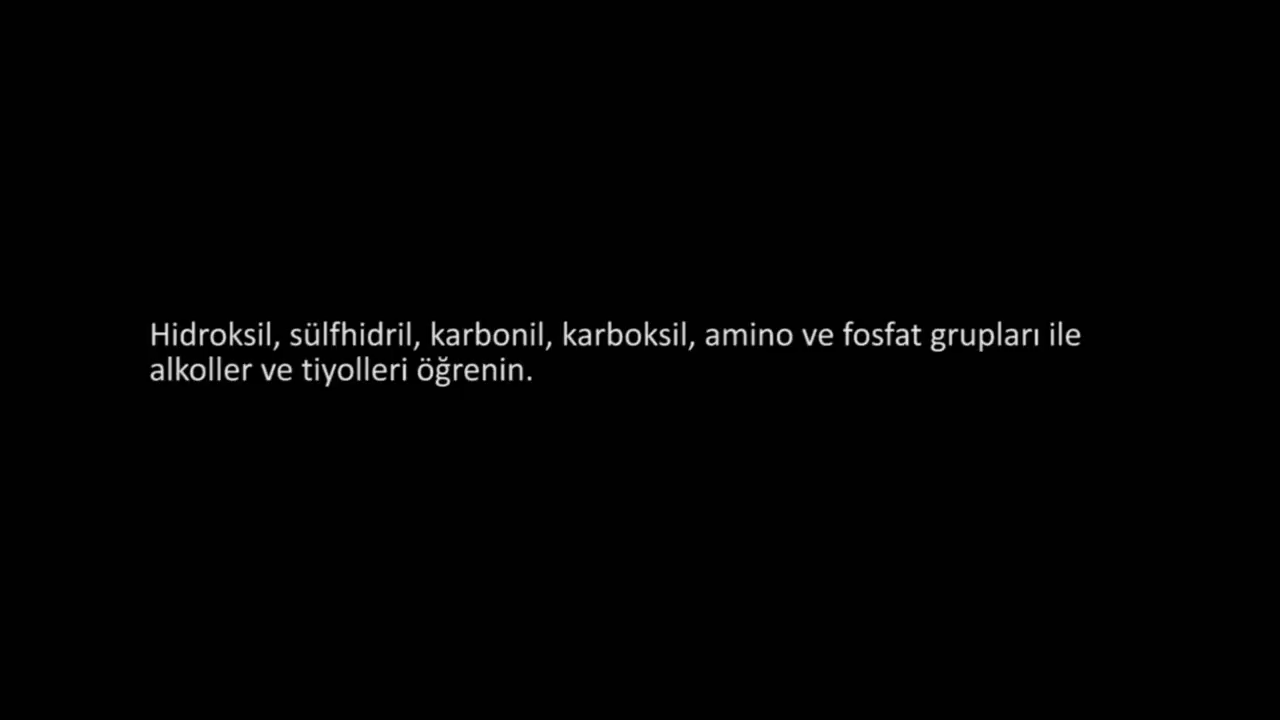 Hidroksil, sülfhidril, karbonil, karboksil, amino ve fosfat grupları ile
alkoller ve tiyolleri öğrenin.